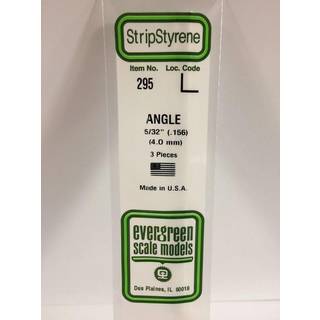 StripStyrene
Item No. Loc. Code
295
ANGLE
5/32" (.156)
(4.0 mm)
3 Pieces
Made in U.S.A.
evergreen
scale models
Des Plaines, IL 60018